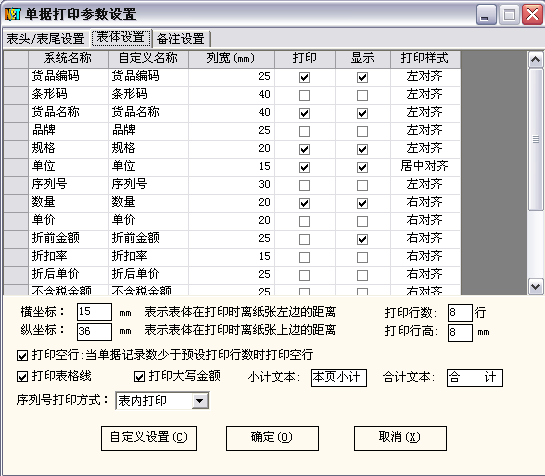 单据打印参数设置
表头/表尾设置 表体设置 备注设置
系统名称 自定义名称 列宽(mm) 打印 显示 打印样式
货品编码 货品编码 25 左对齐
条形码 条形码 40 左对齐
货品名称 货品名称 40 左对齐
品牌 品牌 25 左对齐
规格 规格 20 左对齐
单位 单位 15 居中对齐
序列号 序列号 30 左对齐
数量 数量 20 右对齐
单价 单价 20 右对齐
折前金额 折前金额 25 右对齐
折扣率 折扣率 15 右对齐
折后单价 折后单价 25 右对齐
不含税金额 不含税金额 25 右对齐
横坐标: 15 mm 表示表体在打印时离纸张左边的距离 打印行数: 8 行
纵坐标: 36 mm 表示表体在打印时离纸张上边的距离 打印行高: 8 mm
打印空行:当单据记录数少于预设打印行数时打印空行
打印表格线 打印大写金额 小计文本: 本页小计 合计文本: 合 计
序列号打印方式: 表内打印
自定义设置(C) 确定(O) 取消(X)